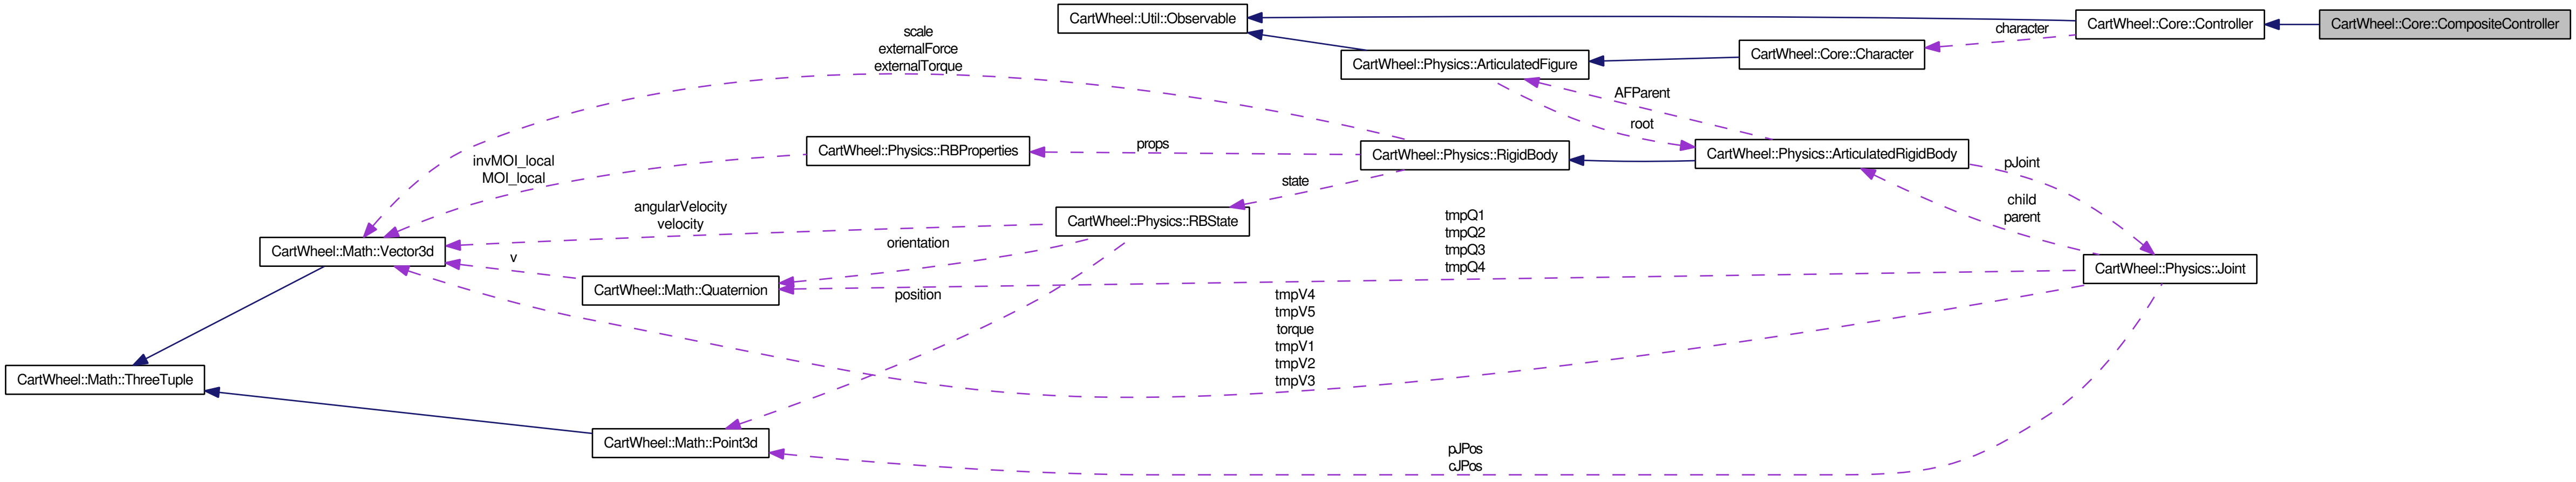 CartWheel::Util::Observable
CartWheel::Core::Controller
CartWheel::Core::CompositeController
character
scale
externalForce
externalTorque
CartWheel::Core::Character
CartWheel::Physics::ArticulatedFigure
AFParent
root
props
CartWheel::Physics::RBProperties
CartWheel::Physics::RigidBody
CartWheel::Physics::ArticulatedRigidBody
pJoint
invMOI_local
MOI_local
state
angularVelocity
velocity
CartWheel::Physics::RBState
child
parent
tmpQ1
tmpQ2
tmpQ3
tmpQ4
orientation
CartWheel::Math::Vector3d
v
CartWheel::Physics::Joint
CartWheel::Math::Quaternion
position
tmpV4
tmpV5
torque
tmpV1
tmpV2
tmpV3
CartWheel::Math::ThreeTuple
CartWheel::Math::Point3d
pJPos
cJPos